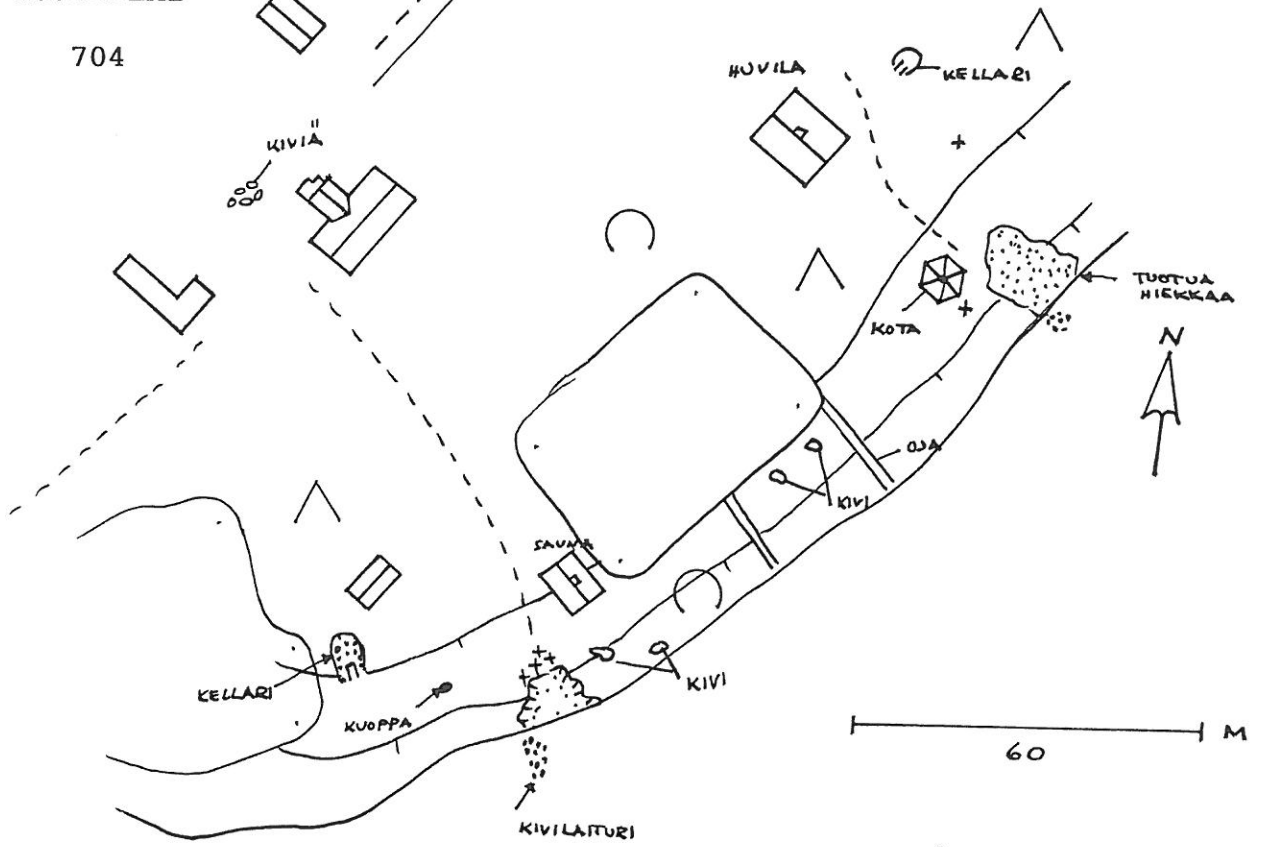 704
HUVILA
KELLARI
KIVIÄ
TUOTUA
HIEKKAA
KOTA
N
OJA
KIVI
SAUNA
KELLARI
KIVI
KUOPPA
M
60
KIVILAITURI